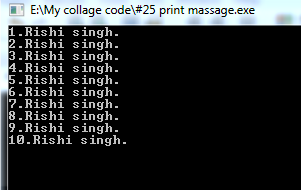 E:\My collage code\#25 print massage.exe
1.Rishi singh.
2.Rishi singh.
3.Rishi singh.
4.Rishi singh.
5.Rishi singh.
6.Rishi singh.
7.Rishi singh.
8.Rishi singh.
9.Rishi singh.
10.Rishi singh.